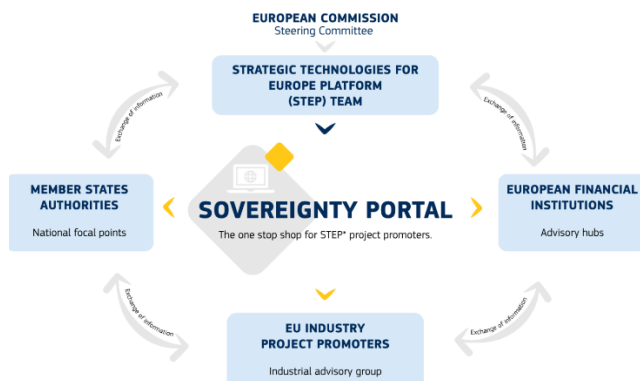 EUROPEAN COMMISSION
Steering Committee
STRATEGIC TECHNOLOGIES FOR
EUROPE PLATFORM
(STEP) TEAM
Exchange of information
Exchange of information
MEMBER STATES
AUTHORITIES
National focal points
SOVEREIGNTY PORTAL
The one stop shop for STEP* project promoters.
EUROPEAN FINANCIAL
INSTITUTIONS
Advisory hubs
Exchange of information
Exchange of information
EU INDUSTRY
PROJECT PROMOTERS
Industrial advisory group